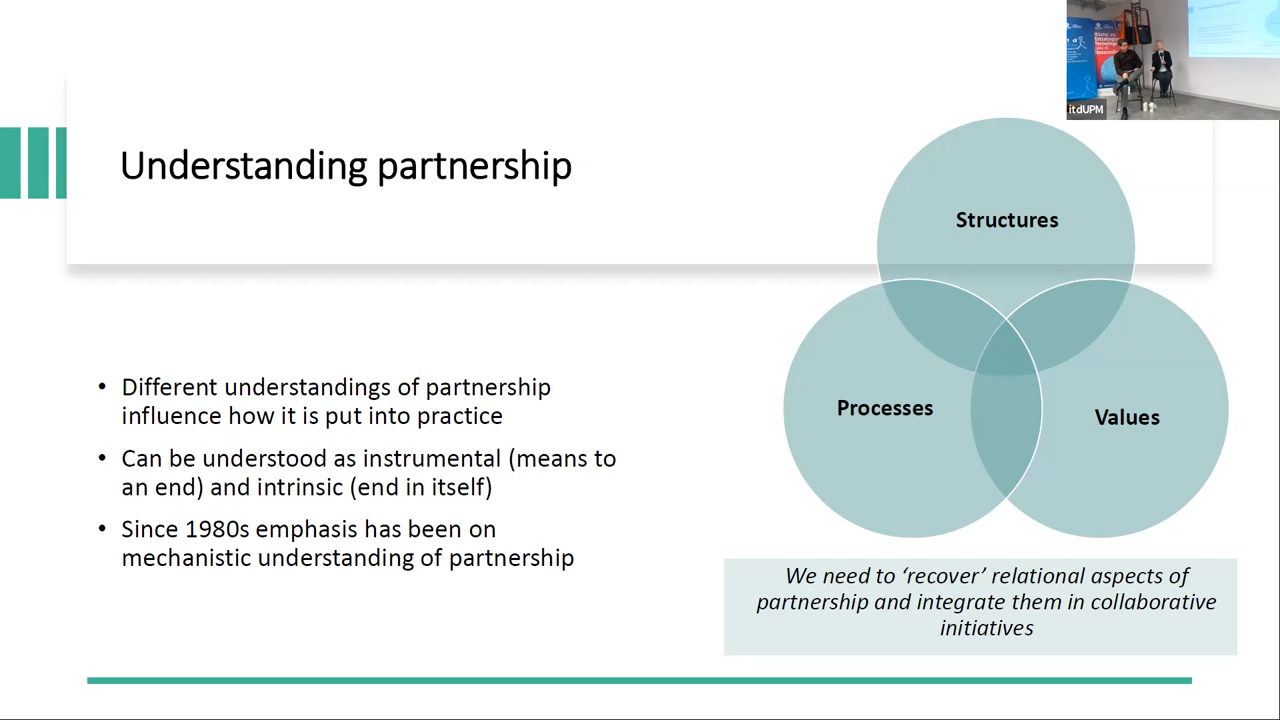 Understanding partnership
• Different understandings of partnership
influence how it is put into practice
• Can be understood as instrumental (means to
an end) and intrinsic (end in itself)
• Since 1980s emphasis has been on
mechanistic understanding of partnership
Structures
Processes
Values
We need to ‘recover’ relational aspects of
partnership and integrate them in collaborative
initiatives
itdUPM